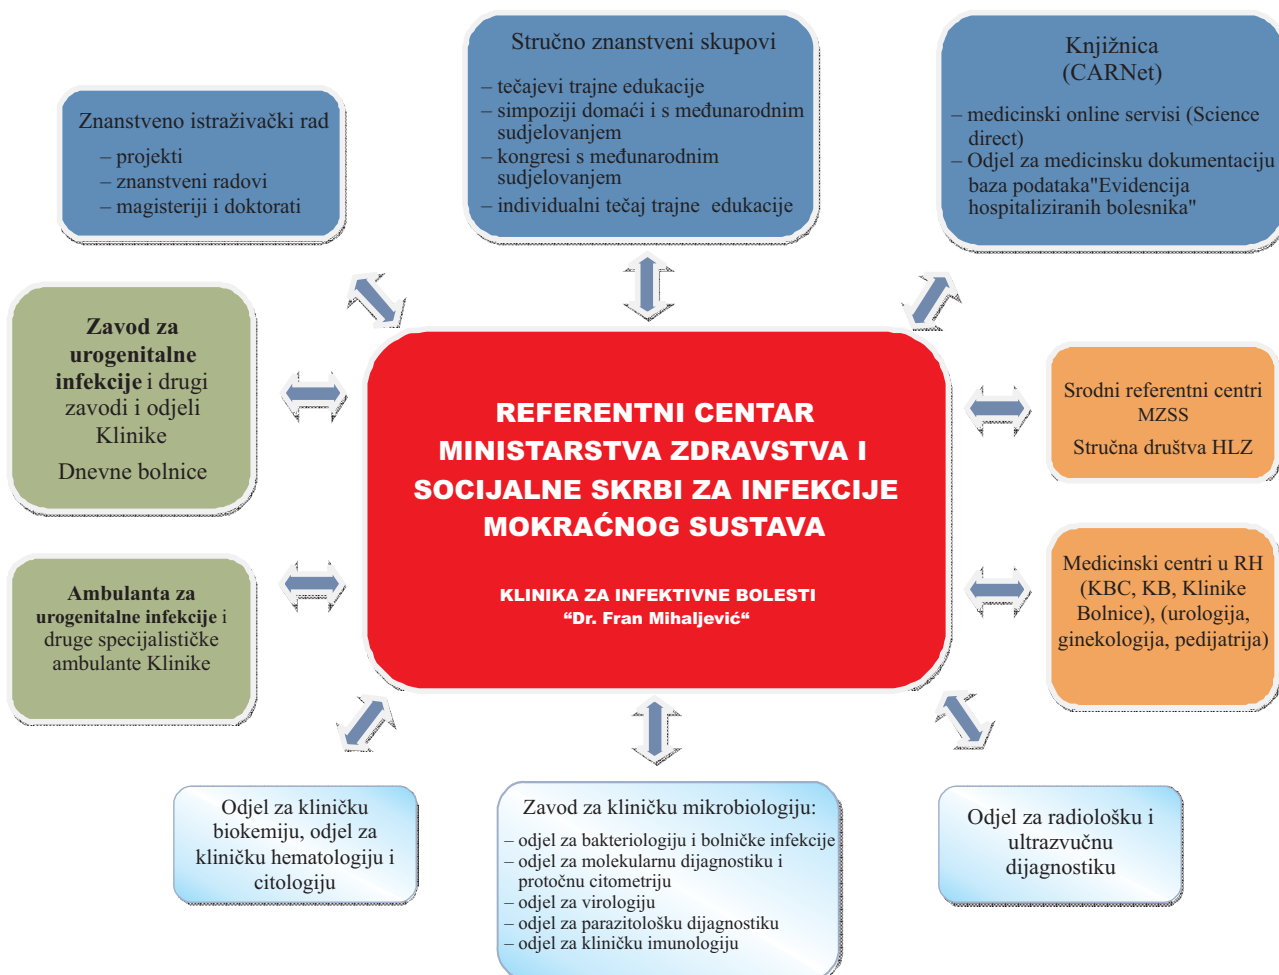 Znanstveno istraživački rad
– projekti
– znanstveni radovi
– magisteriji i doktorati
Stručno znanstveni skupovi
– tečajevi trajne edukacije
– simpoziji domaći i s međunarodnim
sudjelovanjem
– kongresi s međunarodnim
sudjelovanjem
– individualni tečaj trajne edukacije
Knjižnica
(CARNet)
– medicinski online servisi (Science
direct)
– Odjel za medicinsku dokumentaciju
baza podataka"Evidencija
hospitaliziranih bolesnika"
Zavod za
urogenitalne
infekcije i drugi
zavodi i odjeli
Klinike
Dnevne bolnice
REFERENTNI CENTAR
MINISTARSTVA ZDRAVSTVA I
SOCIJALNE SKRBI ZA INFEKCIJE
MOKRAĆNOG SUSTAVA
KLINIKA ZA INFEKTIVNE BOLESTI
“Dr. Fran Mihaljević“
Srodni referentni centri
MZSS
Stručna društva HLZ
Ambulanta za
urogenitalne infekcije i
druge specijalističke
ambulante Klinike
Medicinski centri u RH
(KBC, KB, Klinike
Bolnice), (urologija,
ginekologija, pedijatrija)
Odjel za kliničku
biokemiju, odjel za
kliničku hematologiju i
citologiju
Zavod za kliničku mikrobiologiju:
– odjel za bakteriologiju i bolničke infekcije
– odjel za molekularnu dijagnostiku i
protočnu citometriju
– odjel za virologiju
– odjel za parazitološku dijagnostiku
– odjel za kliničku imunologiju
Odjel za radiološku i
ultrazvučnu
dijagnostiku